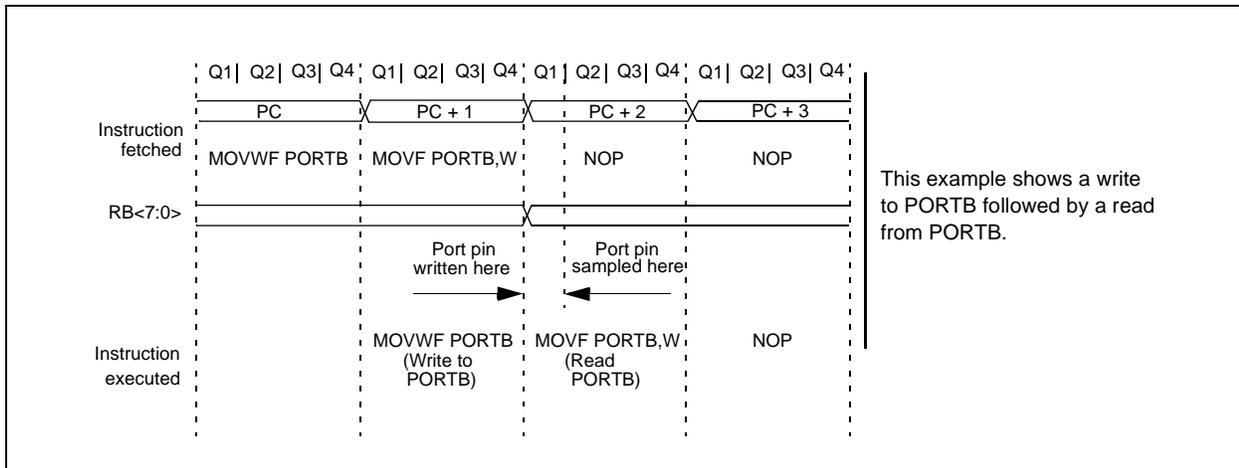 Q1| Q2| Q3| Q4 Q1| Q2| Q3| Q4 Q1| Q2| Q3| Q4 Q1| Q2| Q3| Q4
PC PC + 1 PC + 2 PC + 3
Instruction
fetched
MOVWF PORTB MOVF PORTB,W NOP NOP
RB<7:0>
This example shows a write
to PORTB followed by a read
from PORTB.
Port pin
written here
Port pin
sampled here
Instruction
executed
MOVWF PORTB
(Write to
PORTB)
MOVF PORTB,W
(Read
PORTB)
NOP